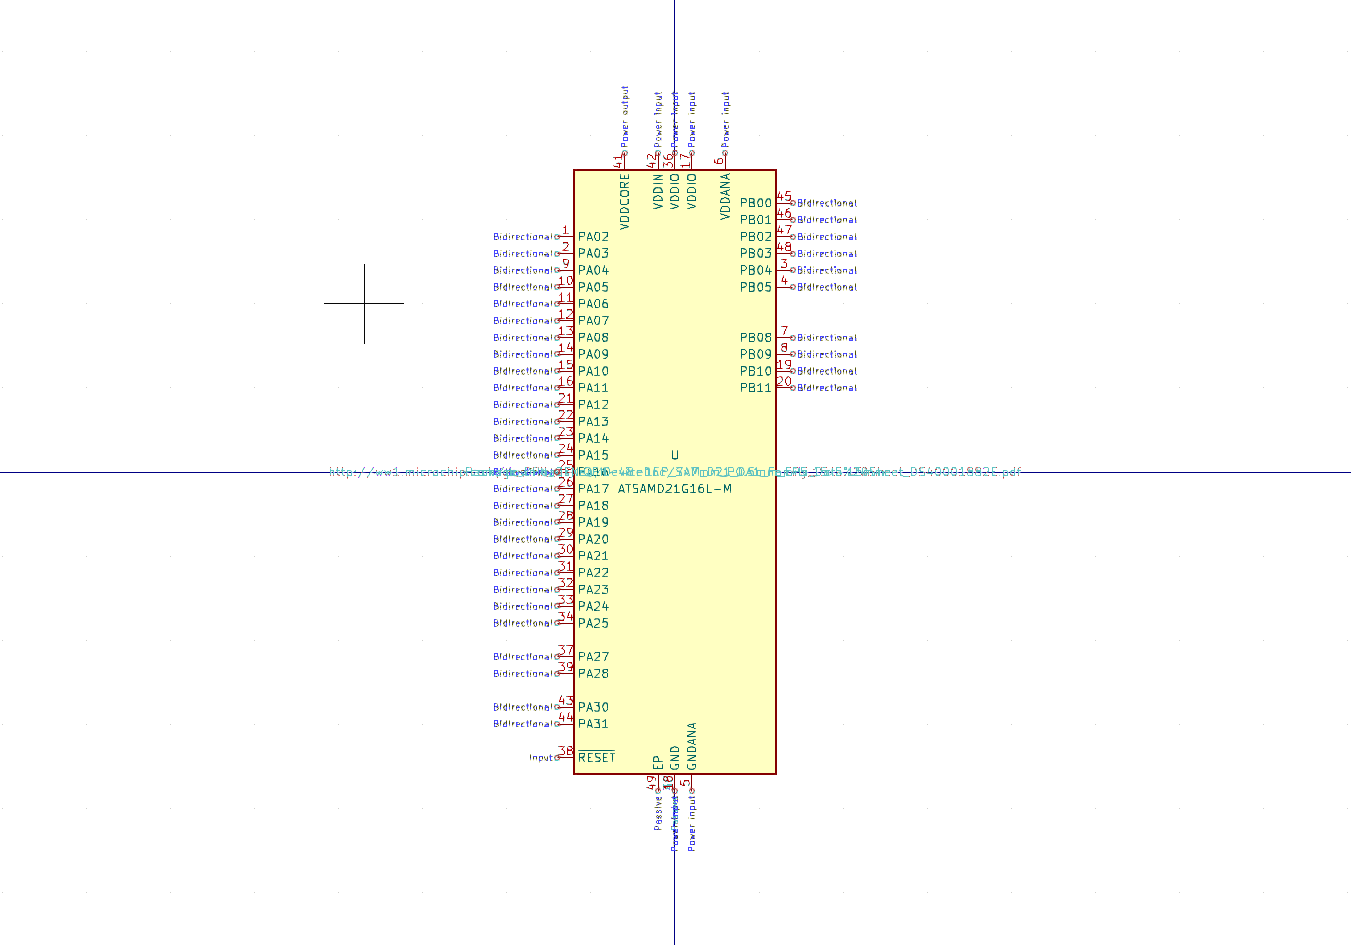 Power output
Power input
Power input
Power input
Power input
41
42
36
17
6
VDDCORE
VDDIN
VDDIO
VDDIO
VDDANA
PB00 45 Bidirectional
PB01 46 Bidirectional
Bidirectional 1 PA02 PB02 47 Bidirectional
Bidirectional 2 PA03 PB03 48 Bidirectional
Bidirectional 9 PA04 PB04 3 Bidirectional
Bidirectional 10 PA05 PB05 4 Bidirectional
Bidirectional 11 PA06
Bidirectional 12 PA07
Bidirectional 13 PA08 PB08 7 Bidirectional
Bidirectional 14 PA09 PB09 8 Bidirectional
Bidirectional 15 PA10 PB10 19 Bidirectional
Bidirectional 16 PA11 PB11 20 Bidirectional
Bidirectional 21 PA12
Bidirectional 22 PA13
Bidirectional 23 PA14
Bidirectional 24 PA15 U
25
Bidirectional 26 PA17 ATSAMD21G16L-M
Bidirectional 27 PA18
Bidirectional 28 PA19
Bidirectional 29 PA20
Bidirectional 30 PA21
Bidirectional 31 PA22
Bidirectional 32 PA23
Bidirectional 33 PA24
Bidirectional 34 PA25
Bidirectional 37 PA27
Bidirectional 39 PA28
Bidirectional 43 PA30
Bidirectional 44 PA31
Input 38 RESET
EP
GND
GNDANA
49
18
5
Passive
Power input
Power input